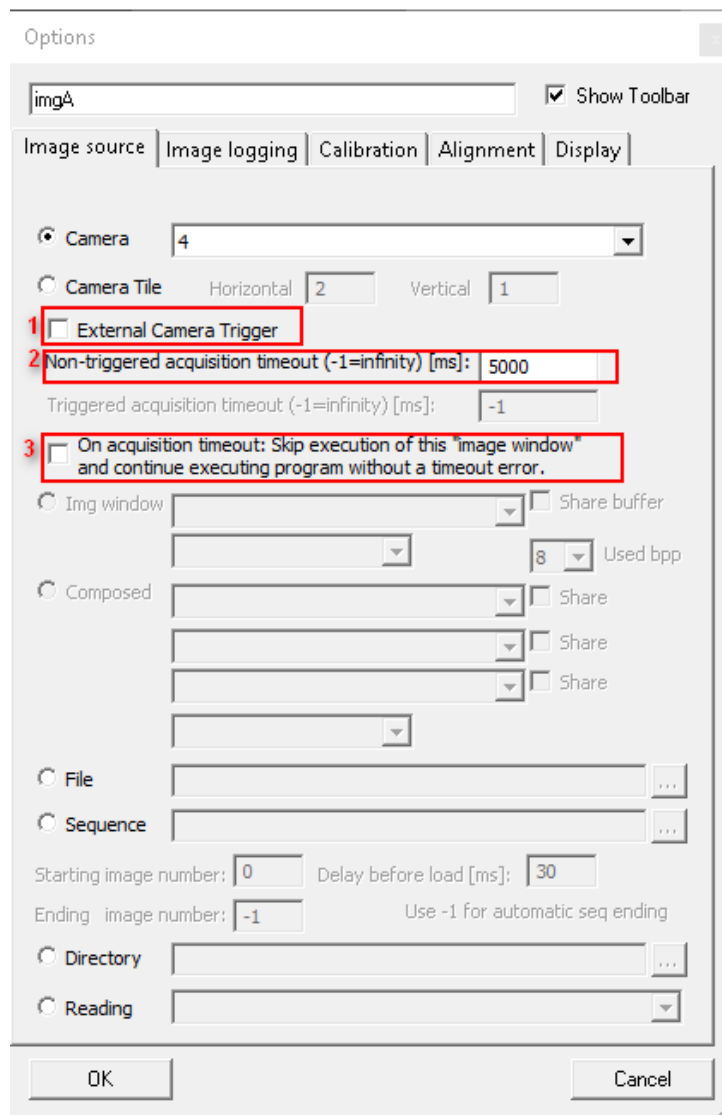 Options
imgA
Show Toolbar
Image source Image logging Calibration Alignment Display
Camera 4
Camera Tile Horizontal 2 Vertical 1
1 External Camera Trigger
2 Non-triggered acquisition timeout (-1=infinity) [ms]: 5000
Triggered acquisition timeout (-1=infinity) [ms]: -1
3 On acquisition timeout: Skip execution of this "image window"
and continue executing program without a timeout error.
Img window Share buffer
8 Used bpp
Composed Share
Share
Share
File ...
Sequence ...
Starting image number: 0 Delay before load [ms]: 30
Ending image number: -1 Use -1 for automatic seq ending
Directory ...
Reading
OK Cancel